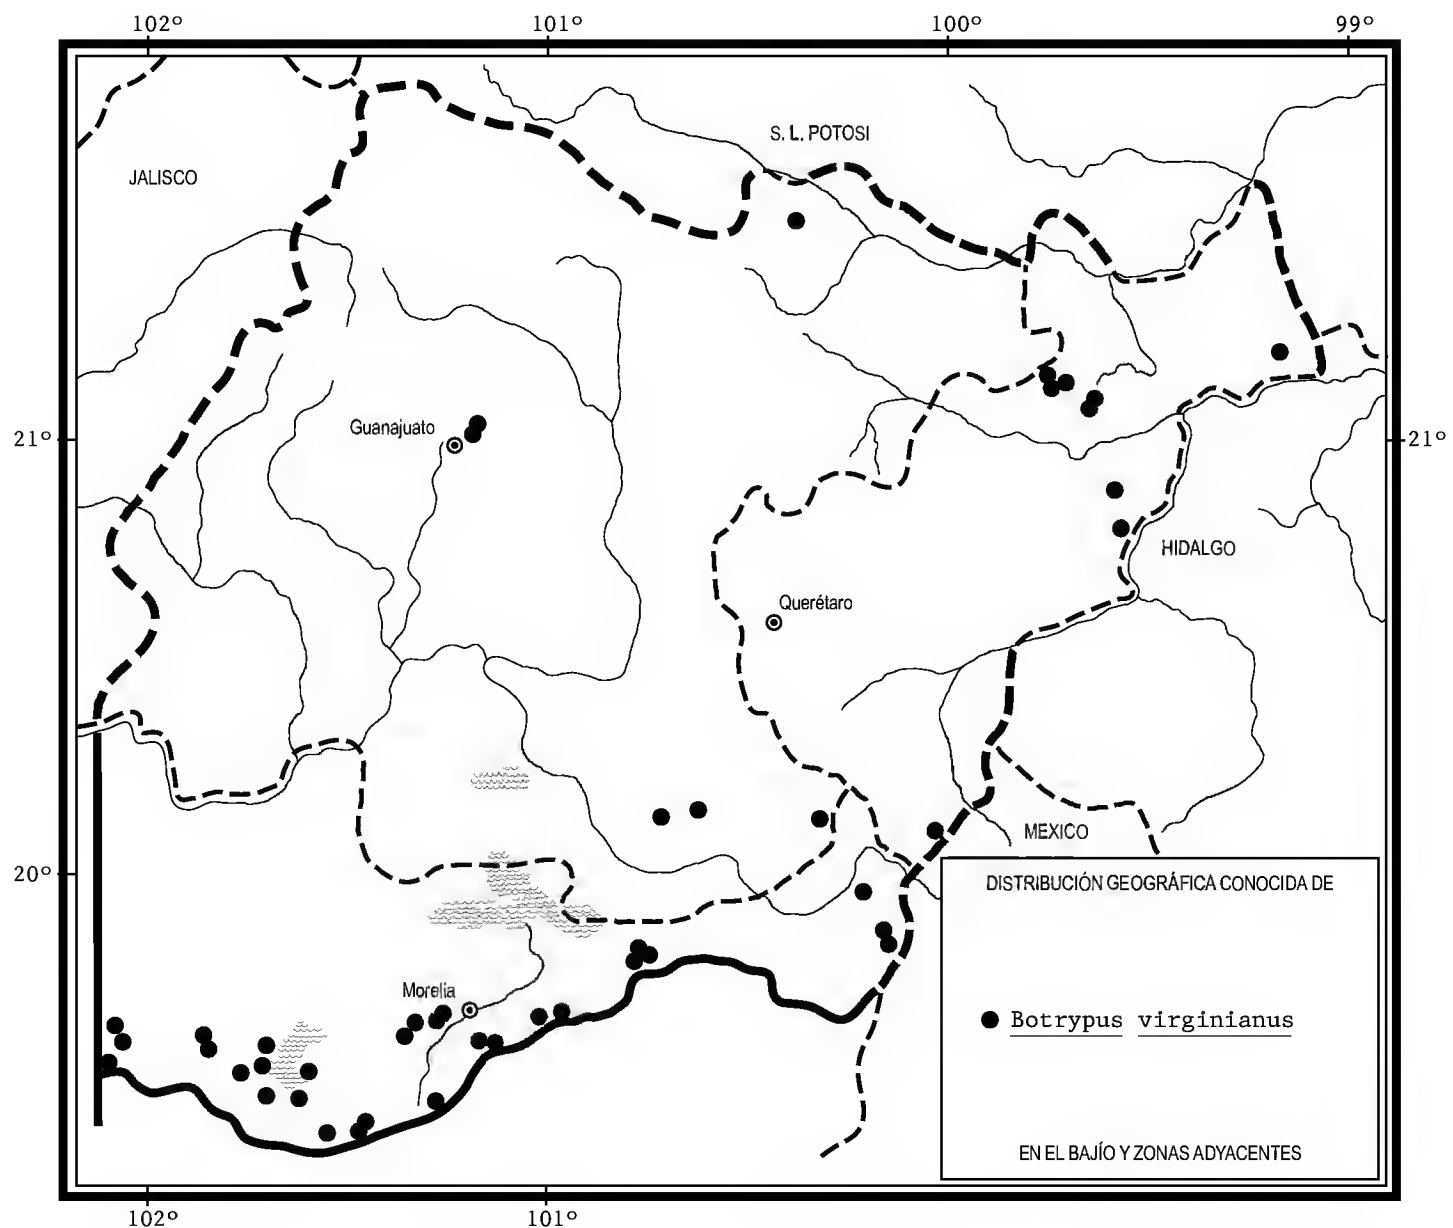 102° 101° 100° 99°
S. L. POTOSI
JALISCO
Guanajuato
21° 21°
HIDALGO
Querétaro
MEXICO
20°
DISTRIBUCIÓN GEOGRÁFICA CONOCIDA DE
Morelia
Botrypus virginianus
EN EL BAJÍO Y ZONAS ADYACENTES
102° 101°